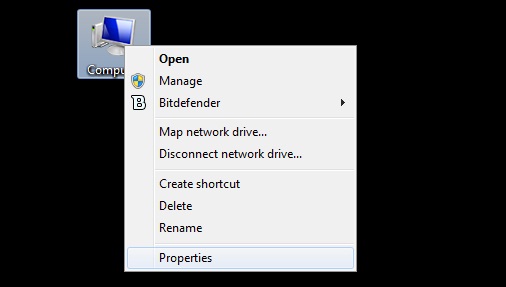 Compu
Open
Manage
Bitdefender
Map network drive...
Disconnect network drive...
Create shortcut
Delete
Rename
Properties